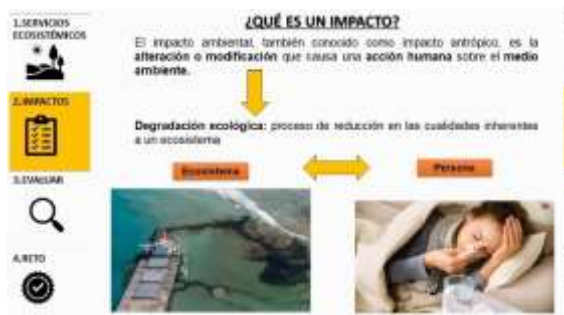 1.SERVICIOS
ECOSISTÉMICOS
2.IMPACTOS
3.EVALUAR
4.RETO
¿QUÉ ES UN IMPACTO?
El impacto ambiental, también conocido como impacto antrópico, es la
alteración o modificación que causa una acción humana sobre el medio
ambiente.
Degradación ecológica: proceso de reducción en las cualidades inherentes
a un ecosistema
Ecosistema
Persona